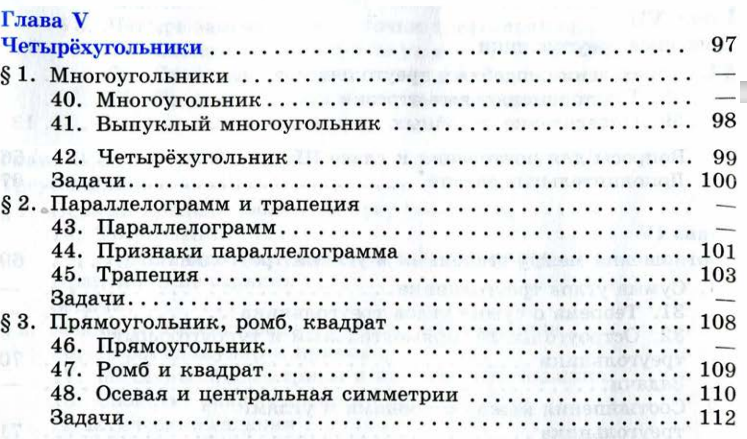 Глава V
Четырёхугольники 97
§ 1. Многоугольники —
40. Многоугольник —
41. Выпуклый многоугольник 98
42. Четырёхугольник 99
Задачи 100
§ 2. Параллелограмм и трапеция —
43. Параллелограмм —
44. Признаки параллелограмма 101
45. Трапеция 103
Задачи —
§ 3. Прямоугольник, ромб, квадрат 108
46. Прямоугольник —
47. Ромб и квадрат 109
48. Осевая и центральная симметрии 110
Задачи 112